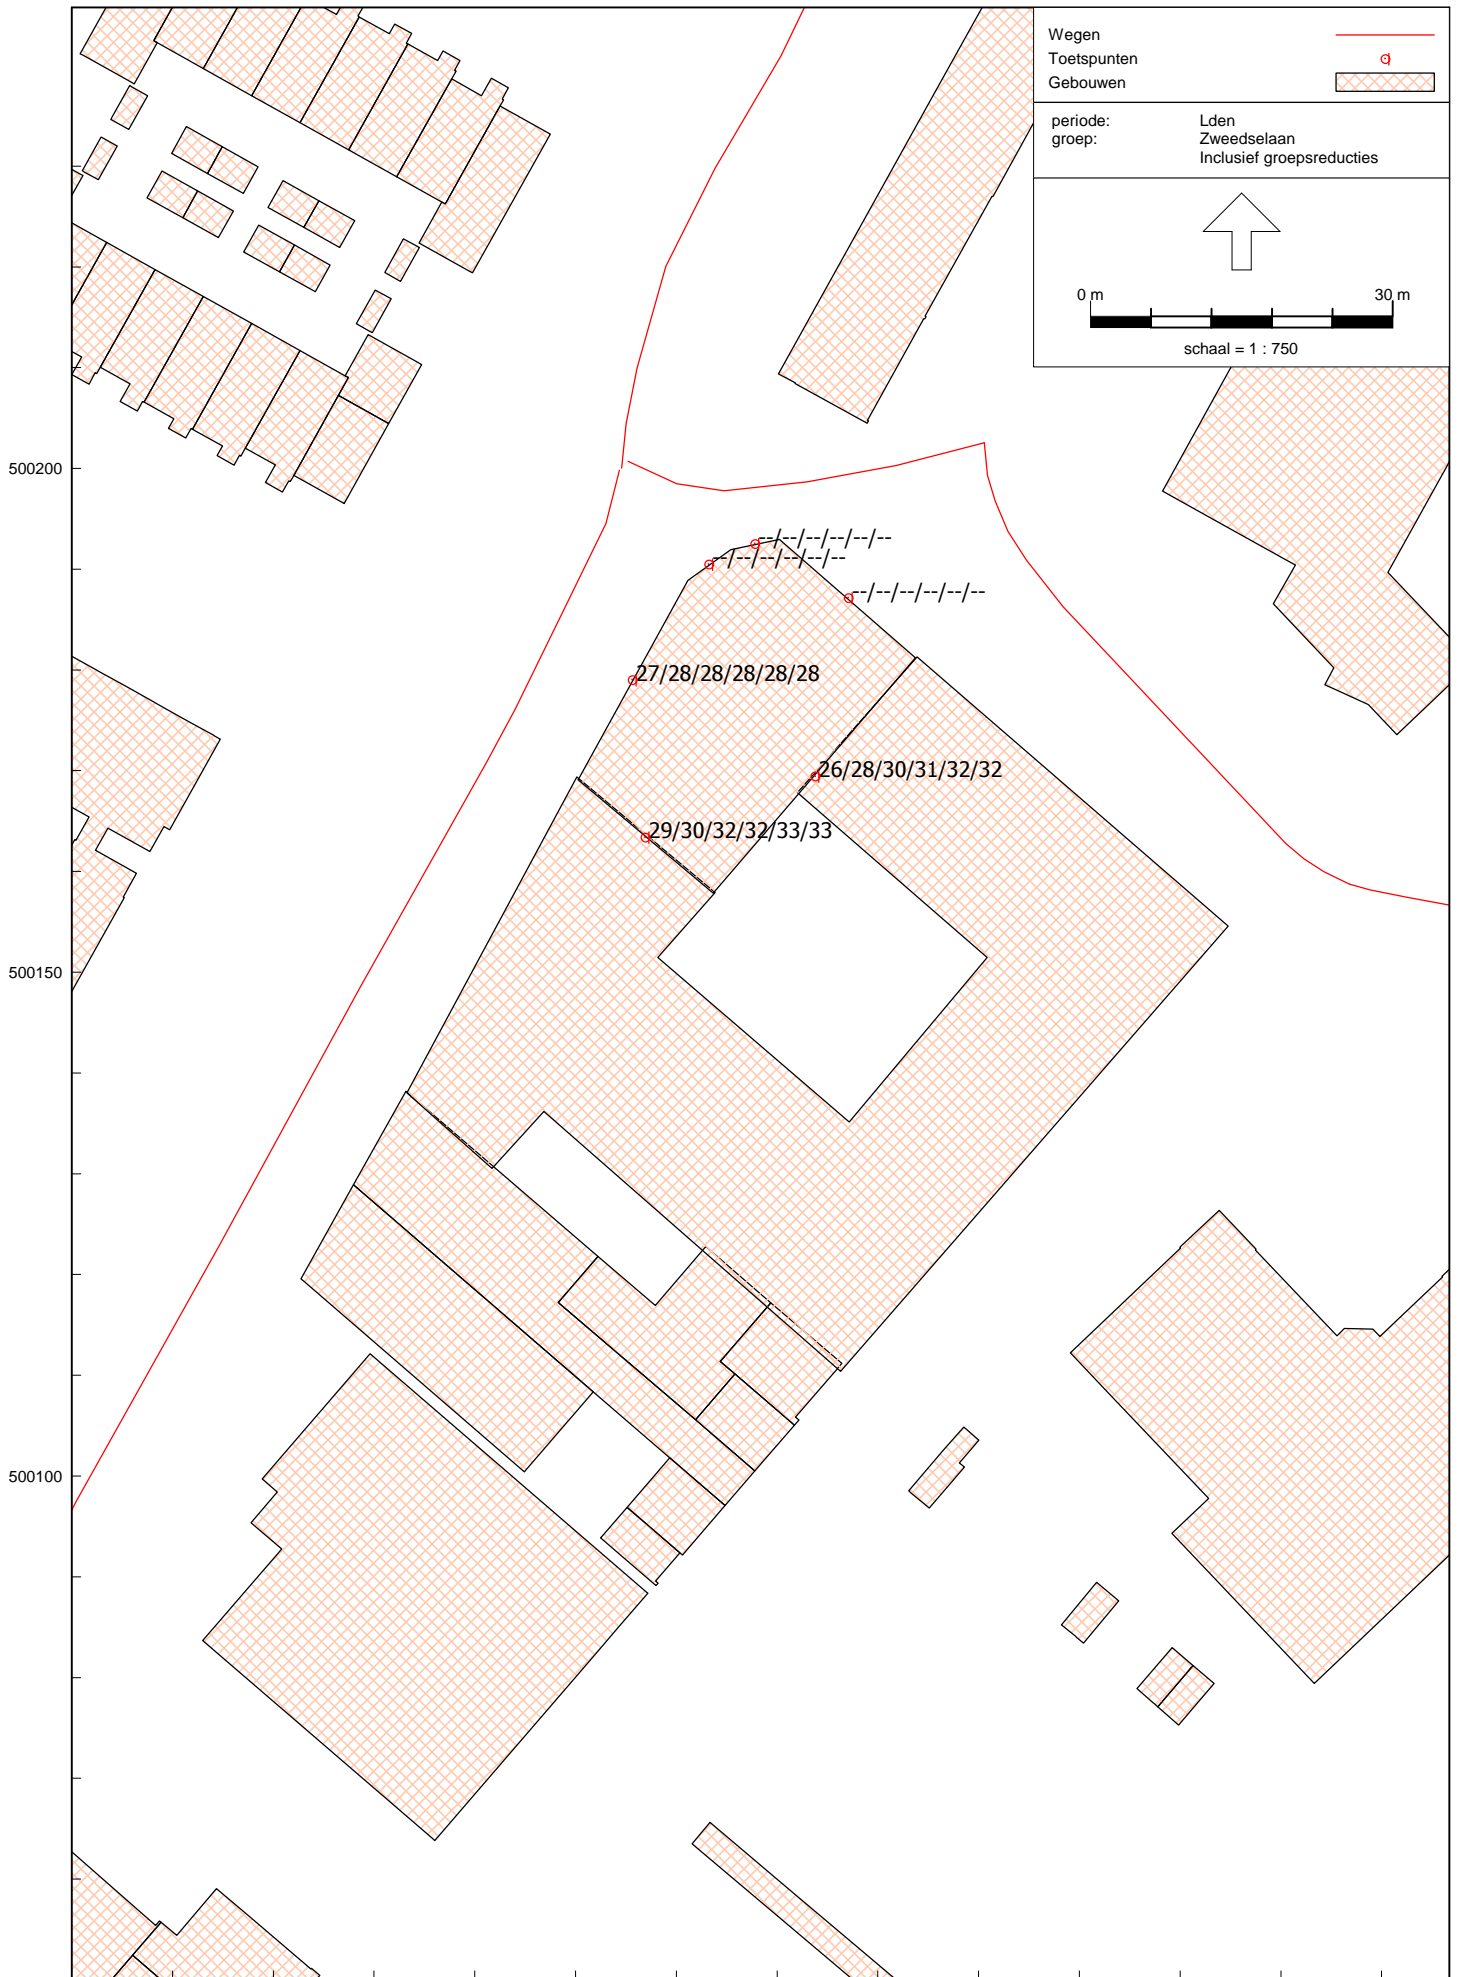 Wegen
Toetspunten
Gebouwen
periode: Lden
groep: Zweedselaan
Inclusief groepsreducties
0 m 30 m
schaal = 1 : 750
500200
--/--/--/--/--/--
--/--/--/--/--/--
--/--/--/--/--/--
27/28/28/28/28/28
26/28/30/31/32/32
29/30/32/32/33/33
500150
500100